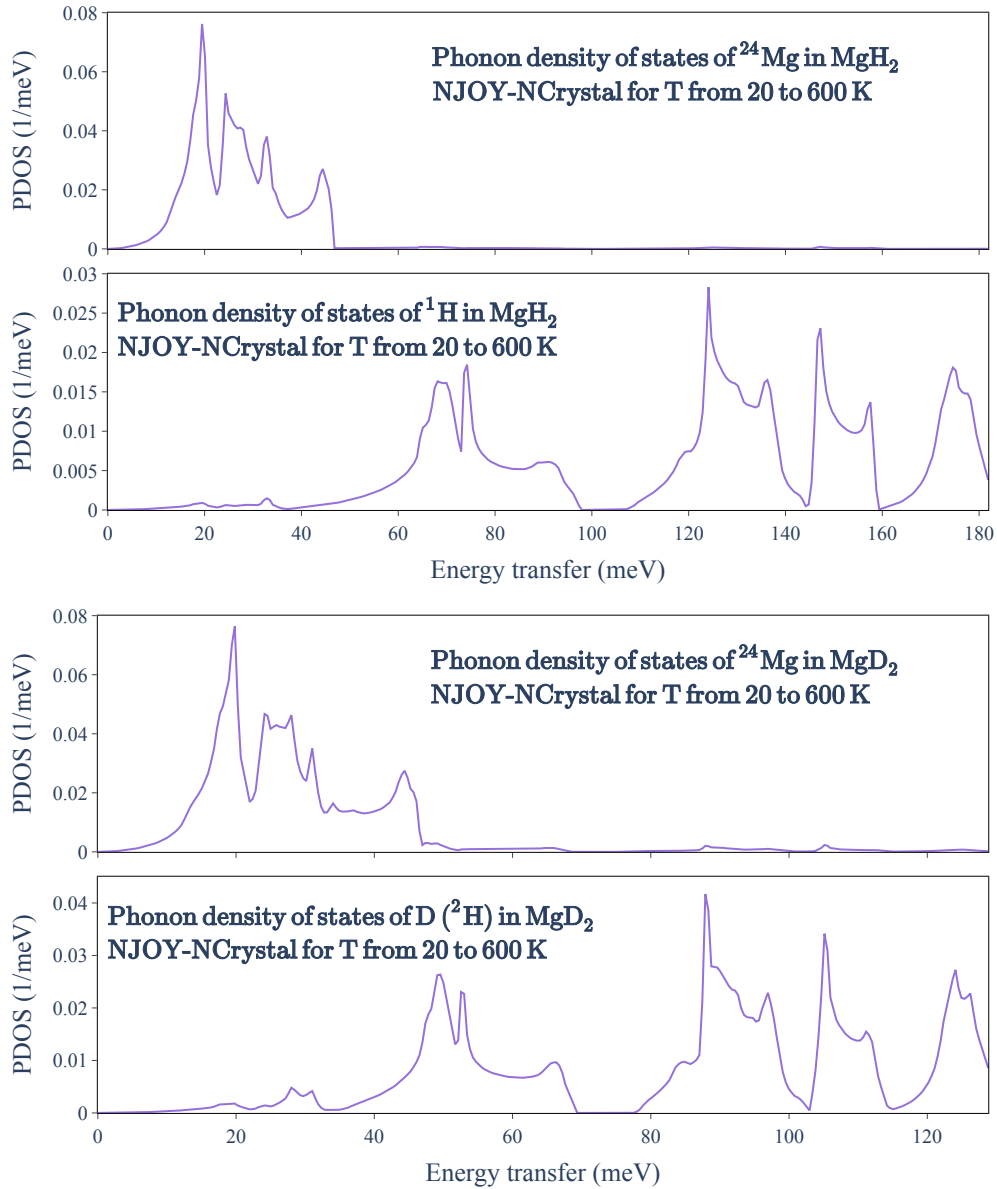 0.08
0.06
0.04
0.02
0
PDOS (1/meV)
Phonon density of states of ²⁴Mg in MgH₂
NJOY-NCrystal for T from 20 to 600 K
0.03
0.025
0.02
0.015
0.01
0.005
0
PDOS (1/meV)
Phonon density of states of ¹H in MgH₂
NJOY-NCrystal for T from 20 to 600 K
0 20 40 60 80 100 120 140 160 180
Energy transfer (meV)
0.08
0.06
0.04
0.02
0
PDOS (1/meV)
Phonon density of states of ²⁴Mg in MgD₂
NJOY-NCrystal for T from 20 to 600 K
0.04
0.03
0.02
0.01
0
PDOS (1/meV)
Phonon density of states of D (²H) in MgD₂
NJOY-NCrystal for T from 20 to 600 K
0 20 40 60 80 100 120
Energy transfer (meV)